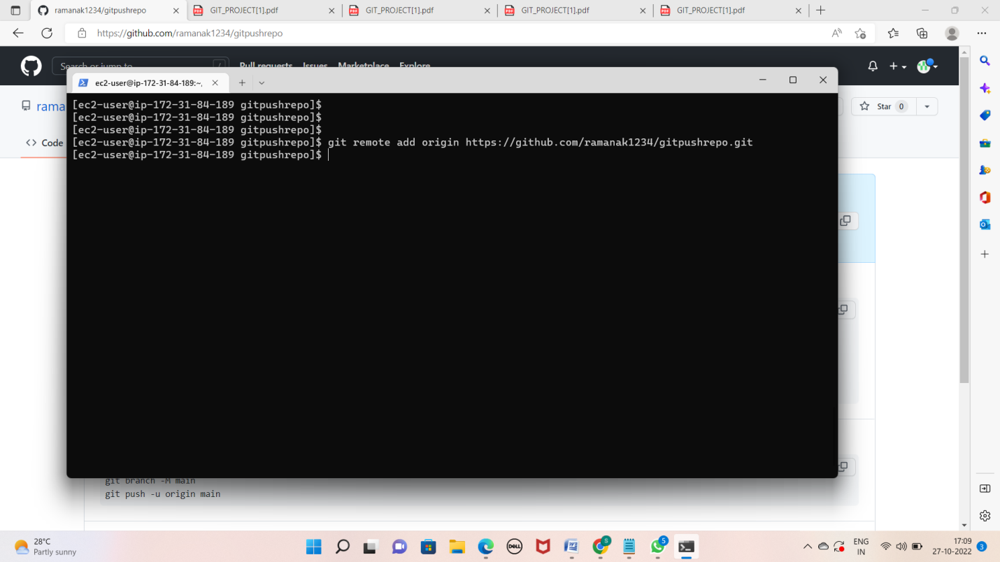 ramanak1234/gitpushrepo
GIT_PROJECT[1].pdf
GIT_PROJECT[1].pdf
GIT_PROJECT[1].pdf
GIT_PROJECT[1].pdf
https://github.com/ramanak1234/gitpushrepo
Search or jump to
/
Pull requests
Issues
Marketplace
Explore
ec2-user@ip-172-31-84-189:~,
rama
Star 0
<> Code
[ec2-user@ip-172-31-84-189 gitpushrepo]$
[ec2-user@ip-172-31-84-189 gitpushrepo]$
[ec2-user@ip-172-31-84-189 gitpushrepo]$
[ec2-user@ip-172-31-84-189 gitpushrepo]$ git remote add origin https://github.com/ramanak1234/gitpushrepo.git
[ec2-user@ip-172-31-84-189 gitpushrepo]$
git branch -M main
git push -u origin main
28°C
Partly sunny
DELL
S
5
ENG
IN
17:09
27-10-2022
3